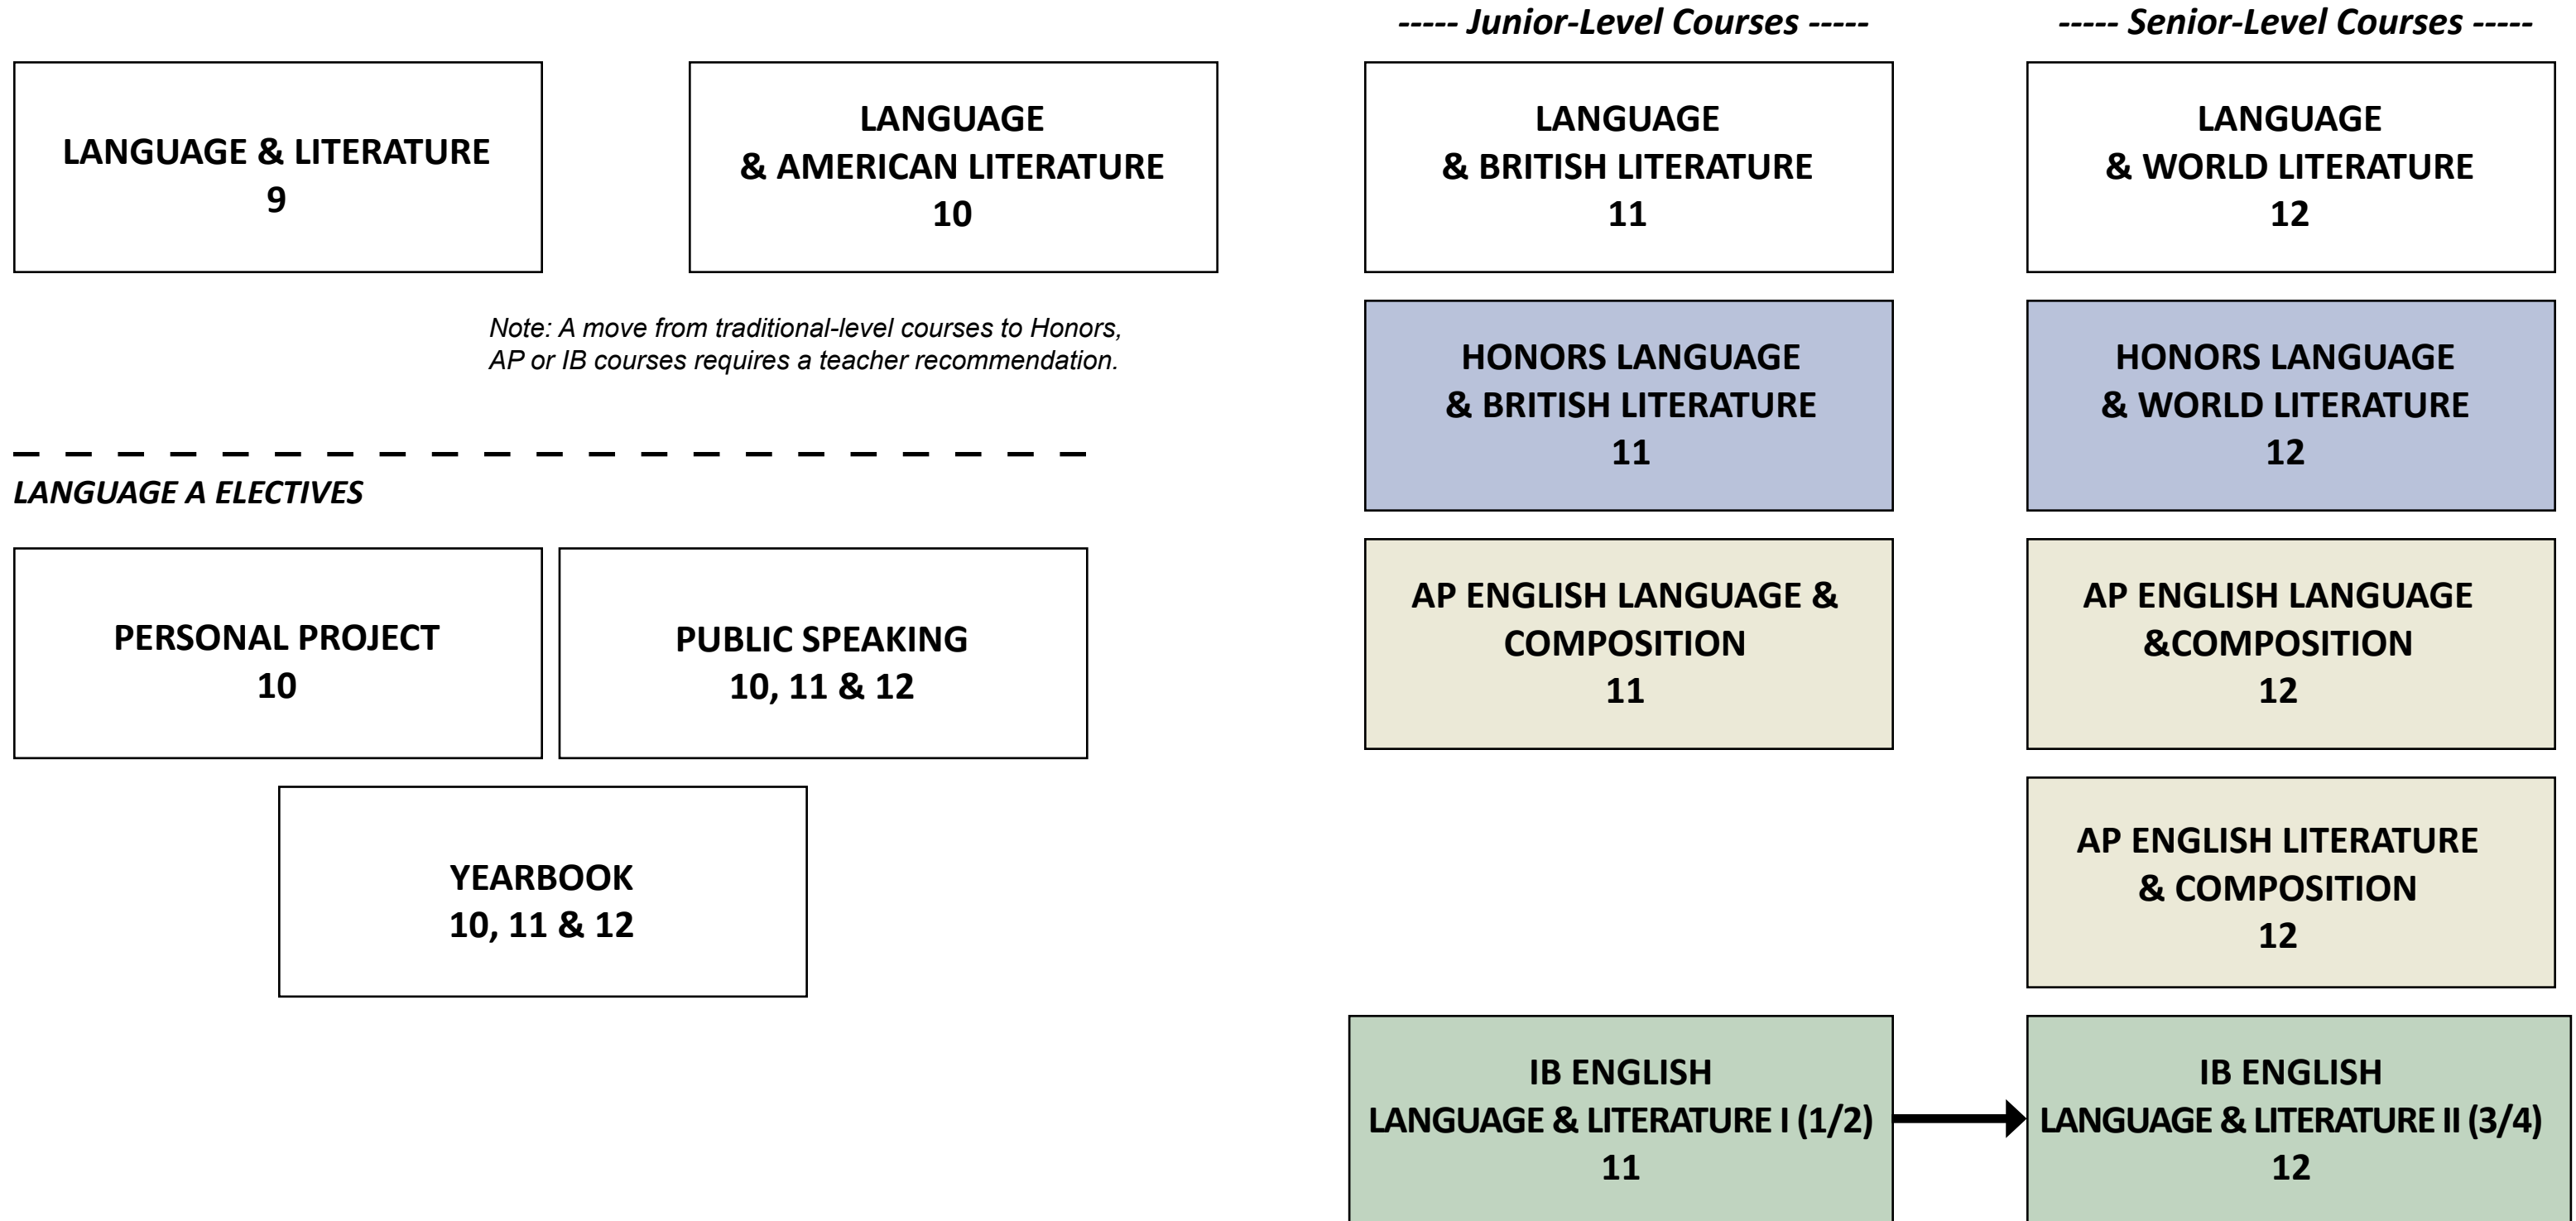 ----- Junior-Level Courses -----
----- Senior-Level Courses -----
LANGUAGE & LITERATURE
9
LANGUAGE
& AMERICAN LITERATURE
10
LANGUAGE
& BRITISH LITERATURE
11
LANGUAGE
& WORLD LITERATURE
12
Note: A move from traditional-level courses to Honors,
AP or IB courses requires a teacher recommendation.
HONORS LANGUAGE
& BRITISH LITERATURE
11
HONORS LANGUAGE
& WORLD LITERATURE
12
LANGUAGE A ELECTIVES
PERSONAL PROJECT
10
PUBLIC SPEAKING
10, 11 & 12
AP ENGLISH LANGUAGE &
COMPOSITION
11
AP ENGLISH LANGUAGE
&COMPOSITION
12
YEARBOOK
10, 11 & 12
AP ENGLISH LITERATURE
& COMPOSITION
12
IB ENGLISH
LANGUAGE & LITERATURE I (1/2)
11
IB ENGLISH
LANGUAGE & LITERATURE II (3/4)
12